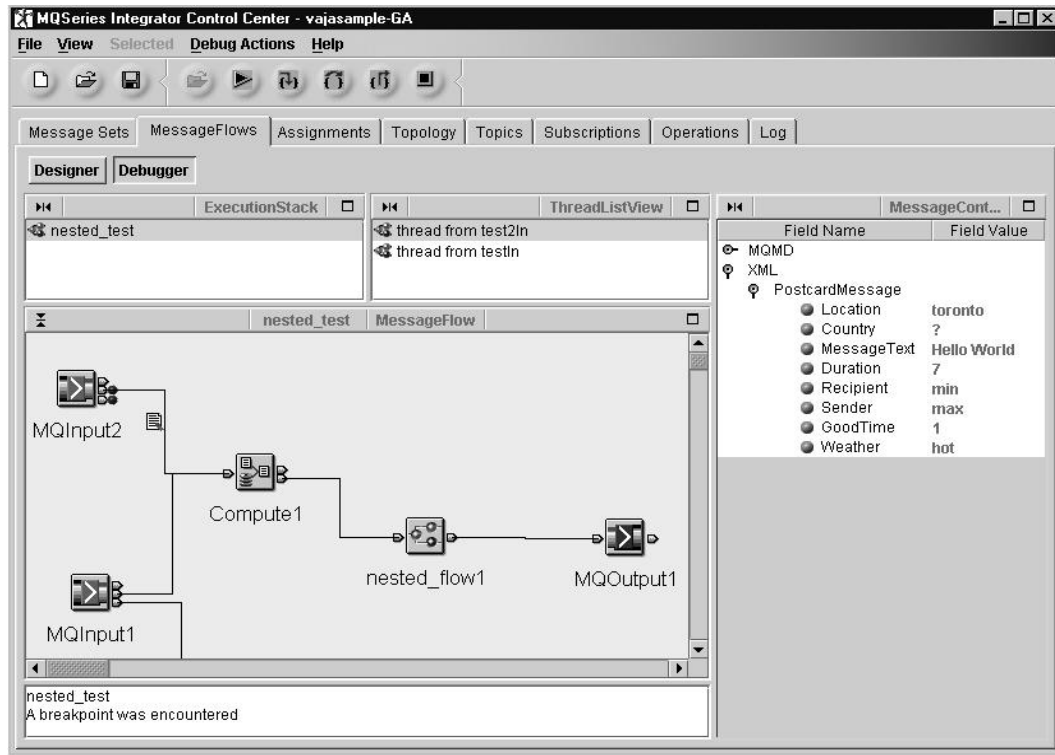 MQSeries Integrator Control Center - vajasample-GA
File View Selected Debug Actions Help
Message Sets MessageFlows Assignments Topology Topics Subscriptions Operations Log
Designer Debugger
ExecutionStack
nested_test
ThreadListView
thread from test2In
thread from testIn
MessageCont...
Field Name Field Value
MQMD
XML
PostcardMessage
Location toronto
Country ?
MessageText Hello World
Duration 7
Recipient min
Sender max
GoodTime 1
Weather hot
nested_test MessageFlow
MQInput2
Compute1
nested_flow1
MQOutput1
MQInput1
nested_test
A breakpoint was encountered